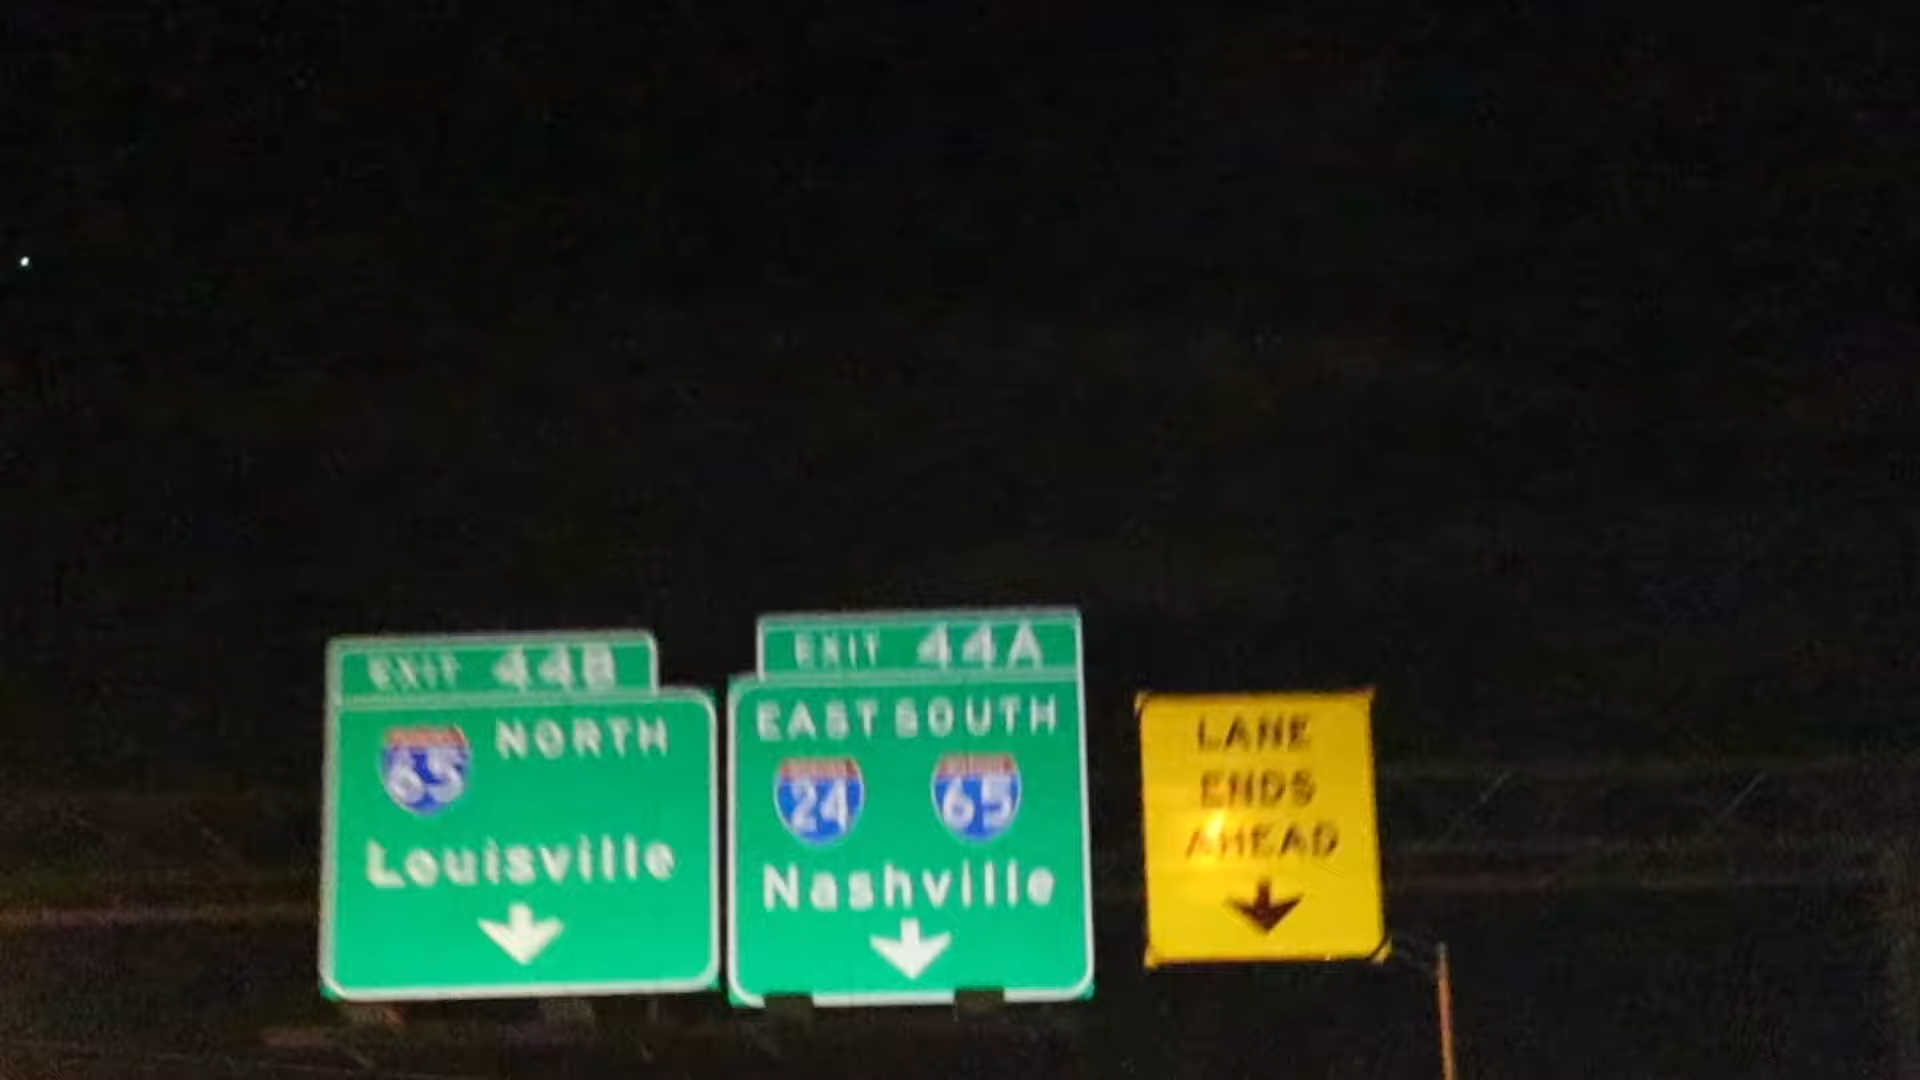 EXIT 44B
65 NORTH
Louisville
EXIT 44A
EAST SOUTH
24 65
Nashville
LANE
ENDS
AHEAD